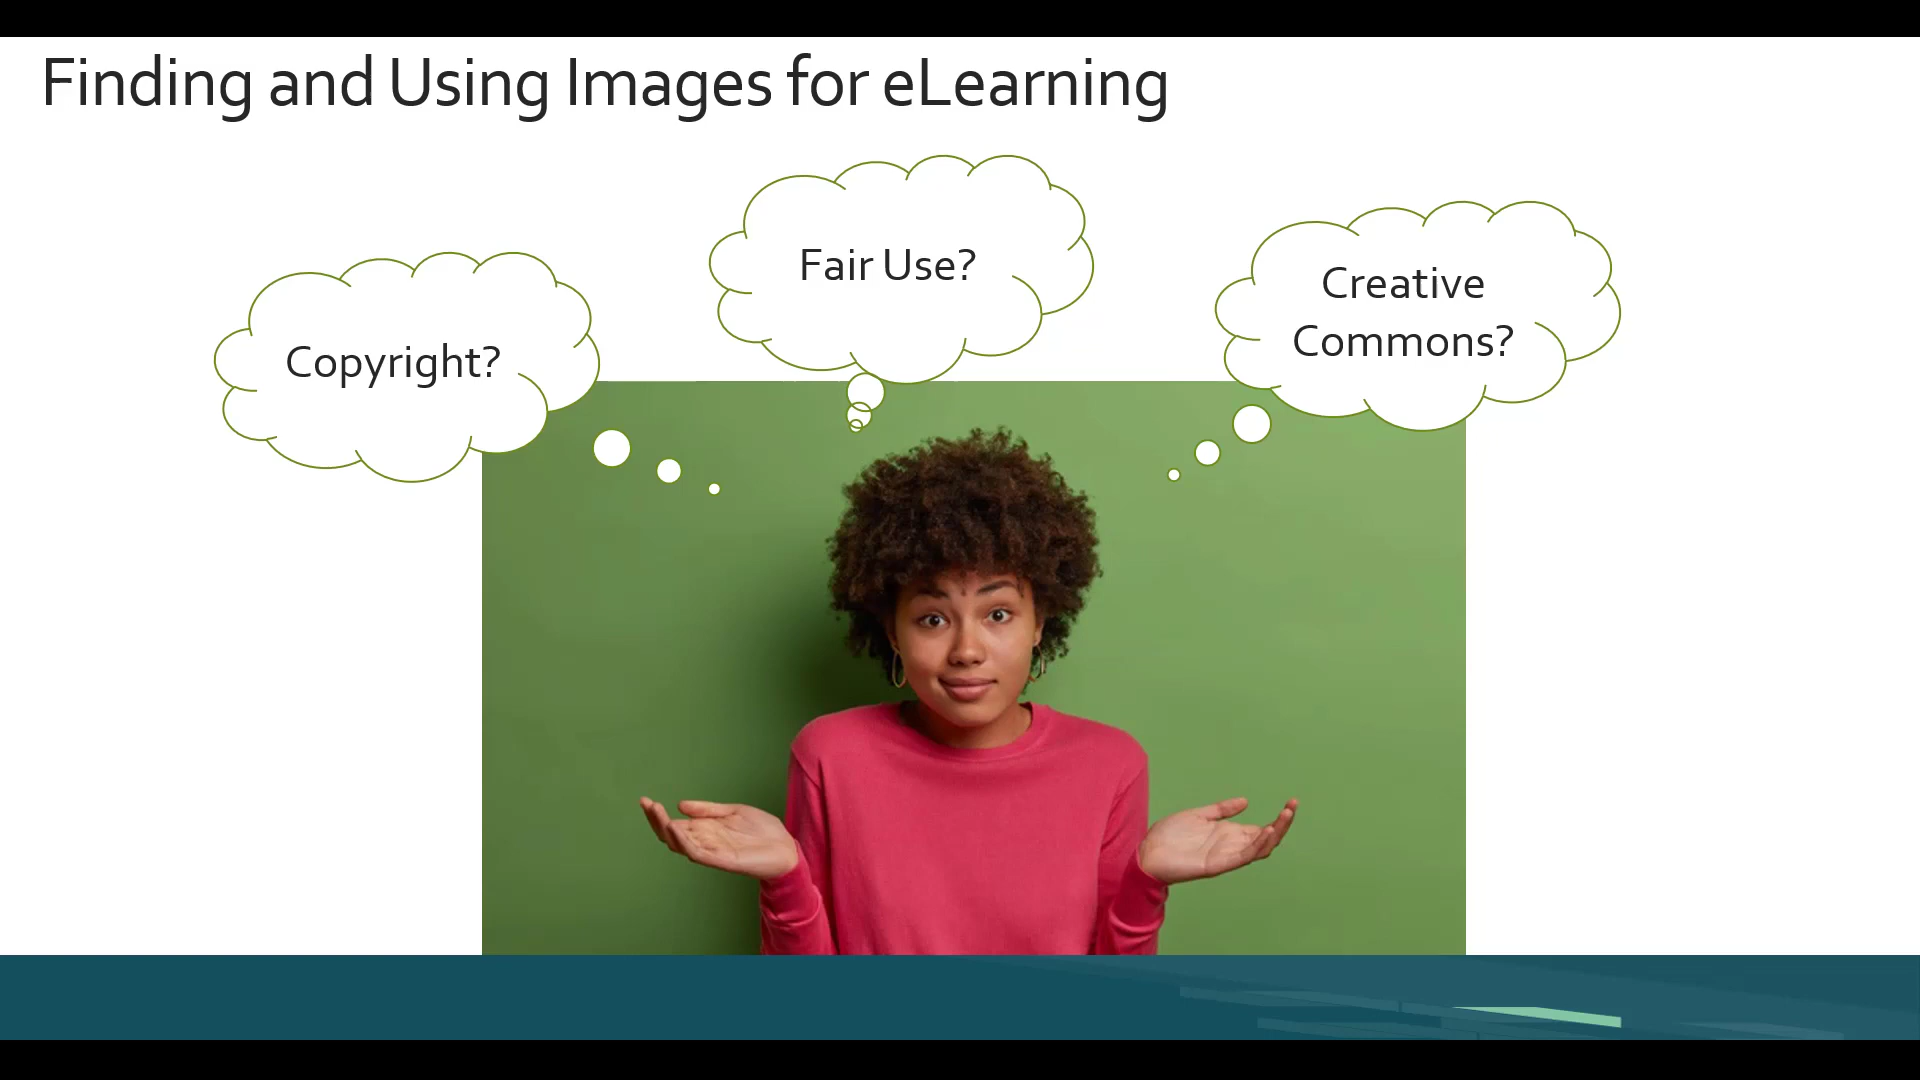 Finding and Using Images for eLearning
Fair Use?
Creative
Commons?
Copyright?